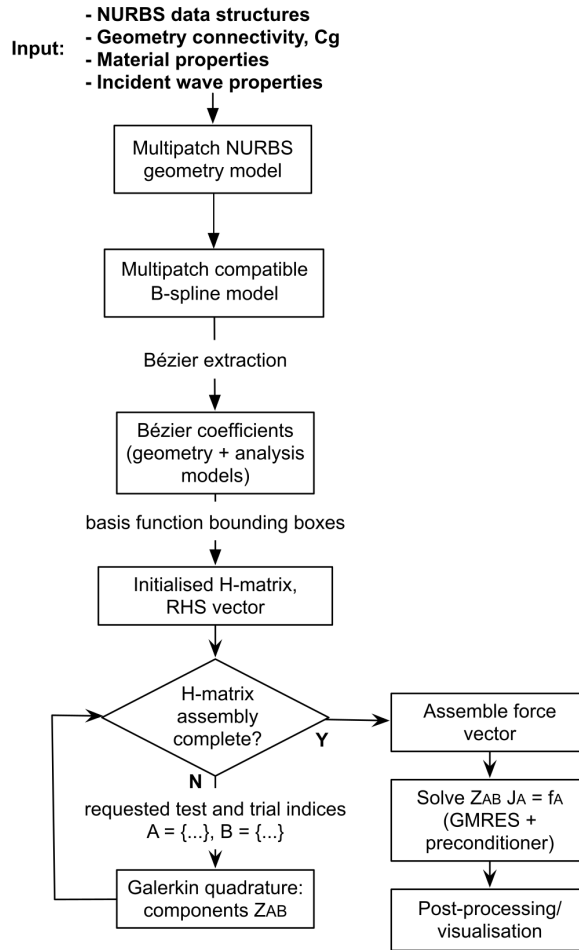 Input:
- NURBS data structures
- Geometry connectivity, Cg
- Material properties
- Incident wave properties
Multipatch NURBS
geometry model
Multipatch compatible
B-spline model
Bézier extraction
Bézier coefficients
(geometry + analysis
models)
basis function bounding boxes
Initialised H-matrix,
RHS vector
H-matrix
assembly
complete?
Y
N
requested test and trial indices
A = {...}, B = {...}
Galerkin quadrature:
components ZAB
Assemble force
vector
Solve ZAB JA = fA
(GMRES +
preconditioner)
Post-processing/
visualisation